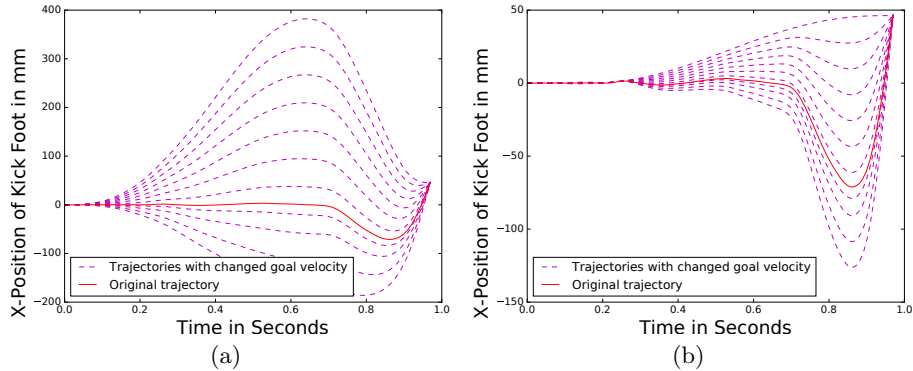 X-Position of Kick Foot in mm
400
300
200
100
0
−100
−200
Trajectories with changed goal velocity
Original trajectory
0.0 0.2 0.4 0.6 0.8 1.0
Time in Seconds
(a)
X-Position of Kick Foot in mm
50
0
−50
−100
−150
Trajectories with changed goal velocity
Original trajectory
0.0 0.2 0.4 0.6 0.8 1.0
Time in Seconds
(b)